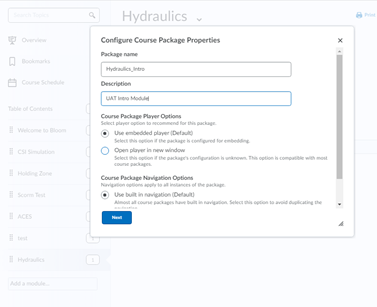 Search Topics
Hydraulics
Print
Overview
Bookmarks
Course Schedule
Table of Contents
Welcome to Bloom
CSI Simulation
Holding Zone
Score Test
ACES
test
Hydraulics
Add a module...
Configure Course Package Properties
Package name
Hydraulics_Intro
Description
UAT Intro Module
Course Package Player Options
Select player option to recommend for this package.
Use embedded player (Default)
Select this option if the package is configured for embedding.
Open player in new window
Select this option if the package's configuration is unknown. This option is compatible with most
course packages.
Course Package Navigation Options
Navigation options apply to all instances of the package.
Use built in navigation (Default)
Almost all course packages have built in navigation. Select this option to avoid duplicating the
Next